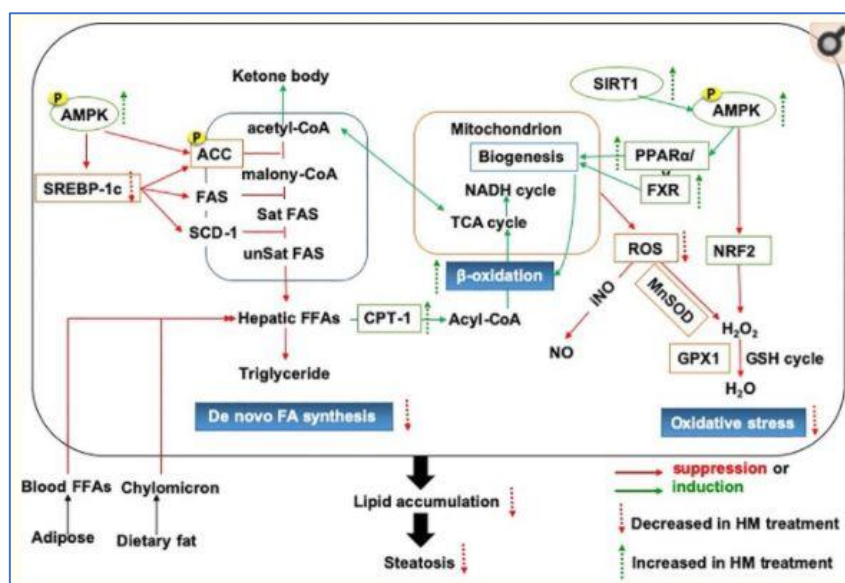 Ketone body
P
AMPK
acetyl-CoA
P
ACC
malony-CoA
SREBP-1c
FAS
Sat FAS
SCD-1
unSat FAS
Hepatic FFAs
CPT-1
Acyl-CoA
Triglyceride
De novo FA synthesis
Mitochondrion
Biogenesis
NADH cycle
TCA cycle
β-oxidation
SIRT1
P
AMPK
PPARα/
γ
FXR
ROS
NRF2
iNO
MnSOD
NO
H2O2
GPX1
GSH cycle
H2O
Oxidative stress
Blood FFAs
Chylomicron
Adipose
Dietary fat
Lipid accumulation
Steatosis
suppression or
induction
Decreased in HM treatment
Increased in HM treatment